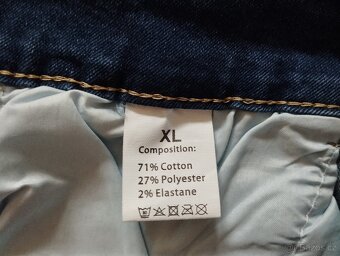 XL
Composition:
71% Cotton
27% Polyester
2% Elastane